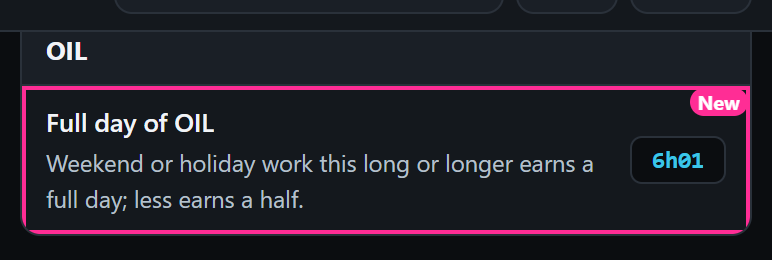 OIL
New
Full day of OIL
Weekend or holiday work this long or longer earns a
full day; less earns a half.
6h01